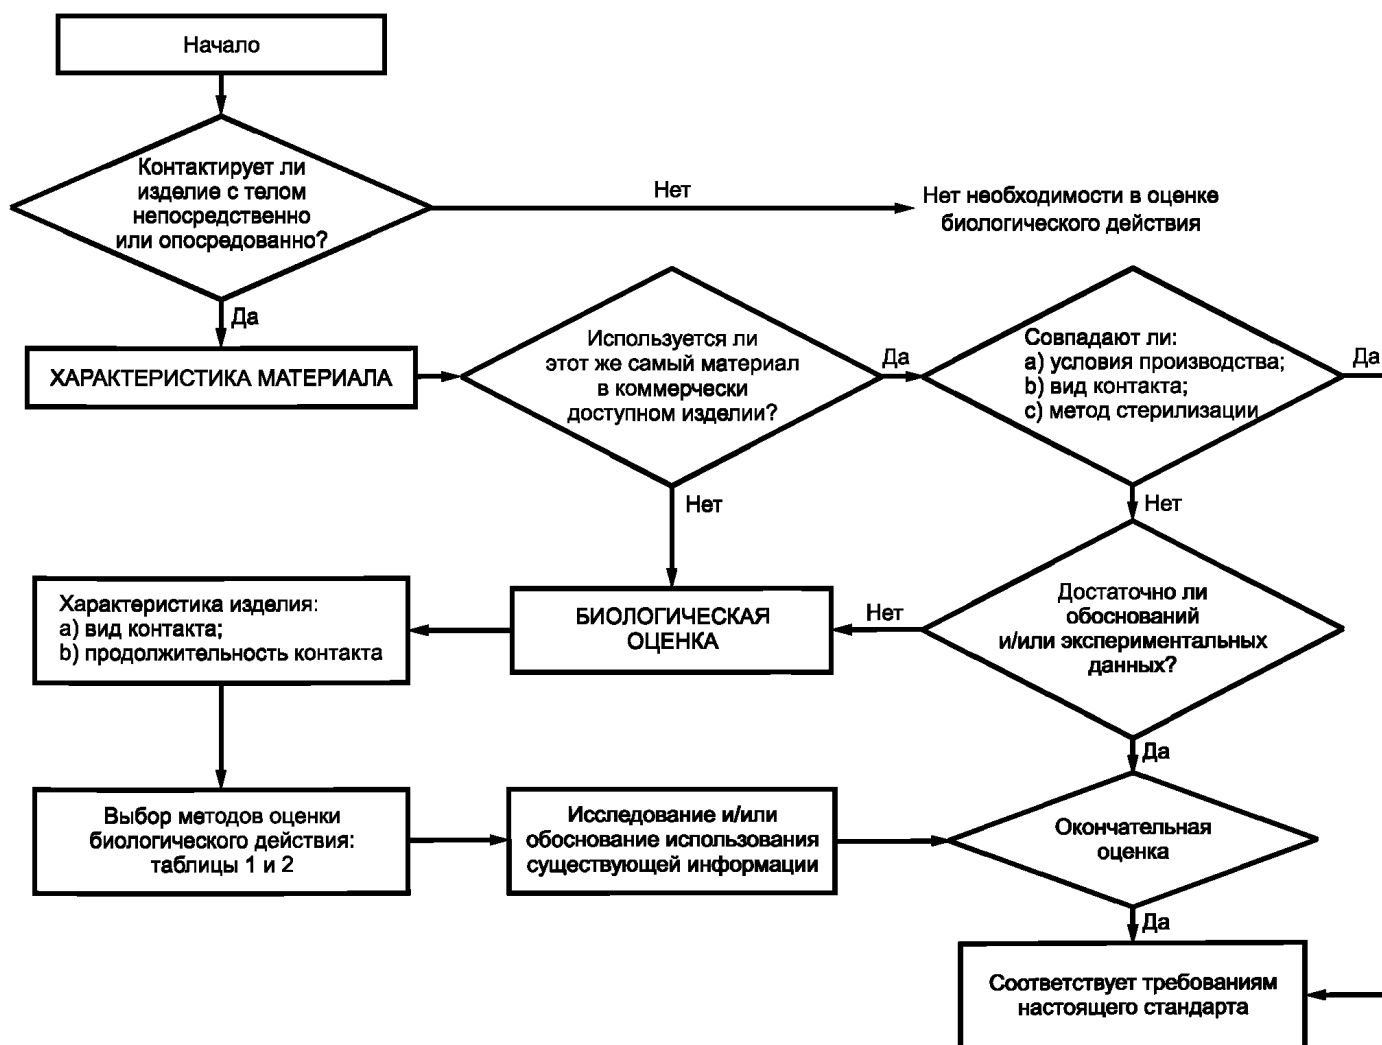 Начало
Контактирует ли
изделие с телом
непосредственно
или опосредованно?
Нет
Нет необходимости в оценке
биологического действия
Да
ХАРАКТЕРИСТИКА МАТЕРИАЛА
Используется ли
этот же самый материал
в коммерчески
доступном изделии?
Да
Совпадают ли:
a) условия производства;
b) вид контакта;
c) метод стерилизации
Да
Нет
Нет
Достаточно ли
обоснований
и/или экспериментальных
данных?
Нет
БИОЛОГИЧЕСКАЯ
ОЦЕНКА
Характеристика изделия:
a) вид контакта;
b) продолжительность контакта
Да
Выбор методов оценки
биологического действия:
таблицы 1 и 2
Исследование и/или
обоснование использования
существующей информации
Окончательная
оценка
Да
Соответствует требованиям
настоящего стандарта